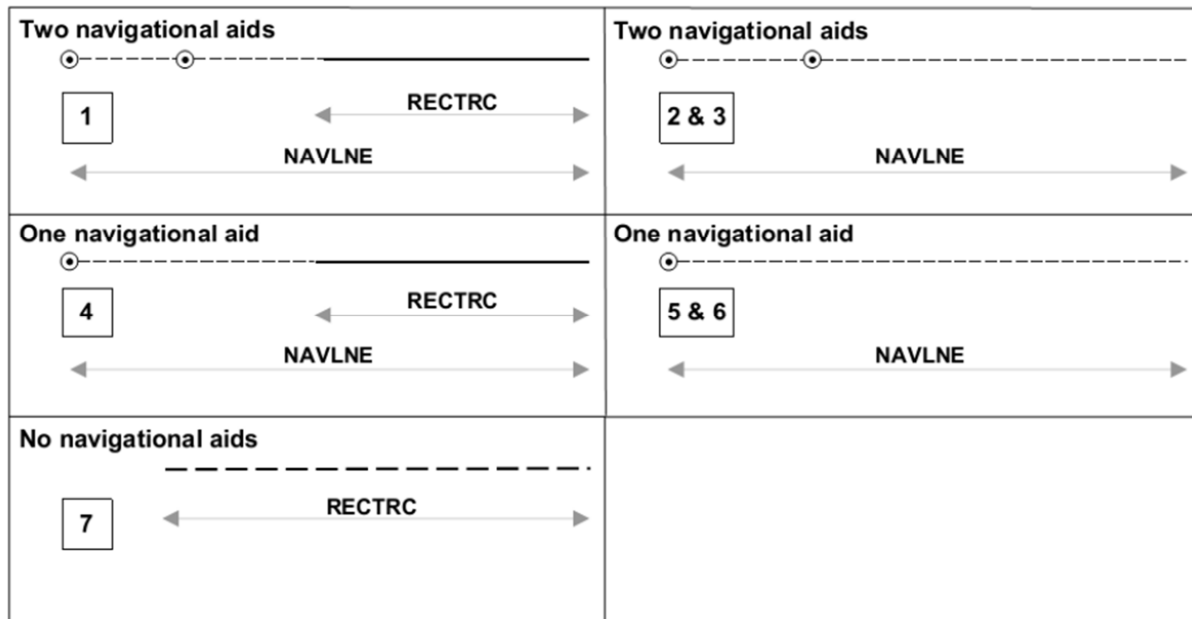 Two navigational aids
1
RECTRC
NAVLNE
Two navigational aids
2 & 3
NAVLNE
One navigational aid
4
RECTRC
NAVLNE
One navigational aid
5 & 6
NAVLNE
No navigational aids
7
RECTRC